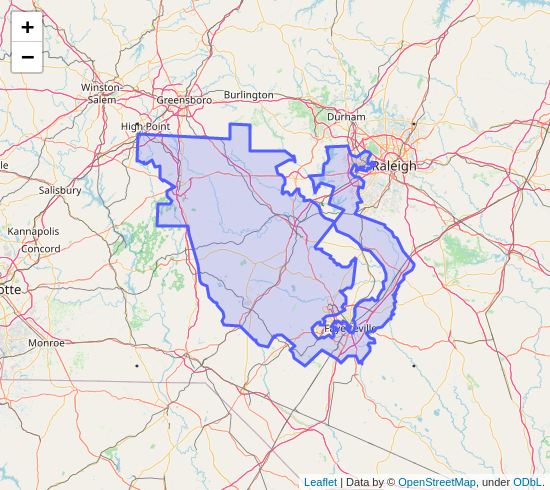 +
−
Winston-
Salem
Greensboro
Burlington
High Point
Durham
Raleigh
le
Salisbury
Kannapolis
Concord
otte
Monroe
Fayetteville
Leaflet | Data by © OpenStreetMap, under ODbL.